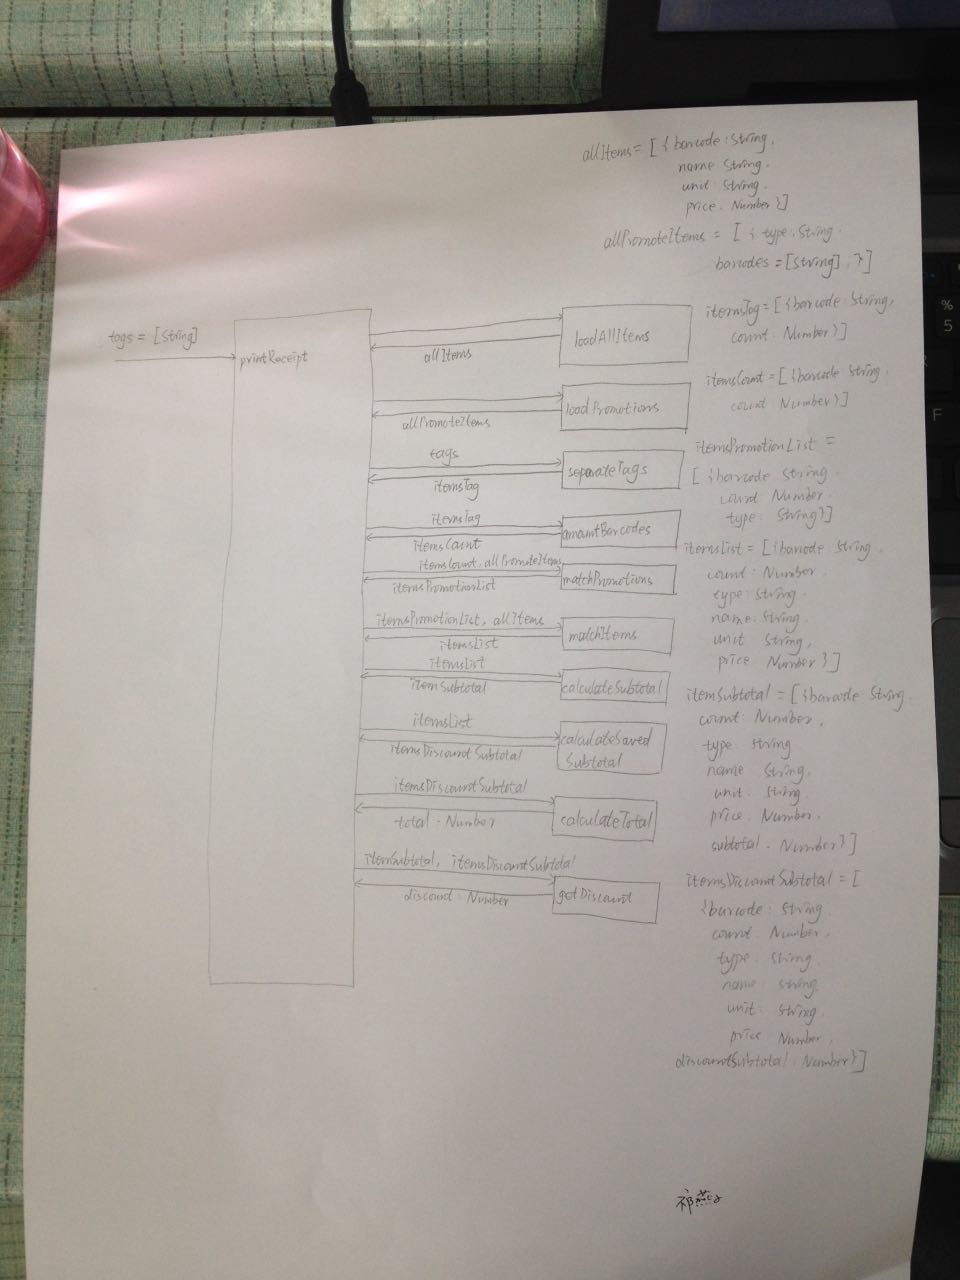 allItems = [ { barcode : String,
name : String,
unit : String,
price : Number } ]
allPromoteItems = [ { type : String,
barcodes = [String] , } ]
tags = [String]
printReceipt
loadAllItems
allItems
loadPromotions
allPromoteItems
tags
separateTags
itemsTag
itemsTag
amountBarcodes
itemsCount
itemsCount, allPromoteItems
matchPromotions
itemsPromotionList
itemsPromotionList, allItems
matchItems
itemsList
itemsList
calculateSubtotal
itemSubtotal
itemsList
calculateSaved
Subtotal
itemsDiscountSubtotal
itemsDiscountSubtotal
calculateTotal
total : Number
itemSubtotal, itemsDiscountSubtotal
getDiscount
discount : Number
itemsTag = [ { barcode : String,
count : Number } ]
itemsCount = [ { barcode : String,
count : Number } ]
itemsPromotionList =
[ { barcode : String,
count : Number,
type : String } ]
itemsList = [ { barcode : String,
count : Number,
type : String,
name : String,
unit : String,
price : Number } ]
itemSubtotal = [ { barcode : String,
count : Number,
type : String
name : String,
unit : String,
price : Number,
subtotal : Number } ]
itemsDiscountSubtotal = [
{ barcode : String
count : Number,
type : String
name : String
unit : String,
price : Number,
discountSubtotal : Number } ]
%
5
F